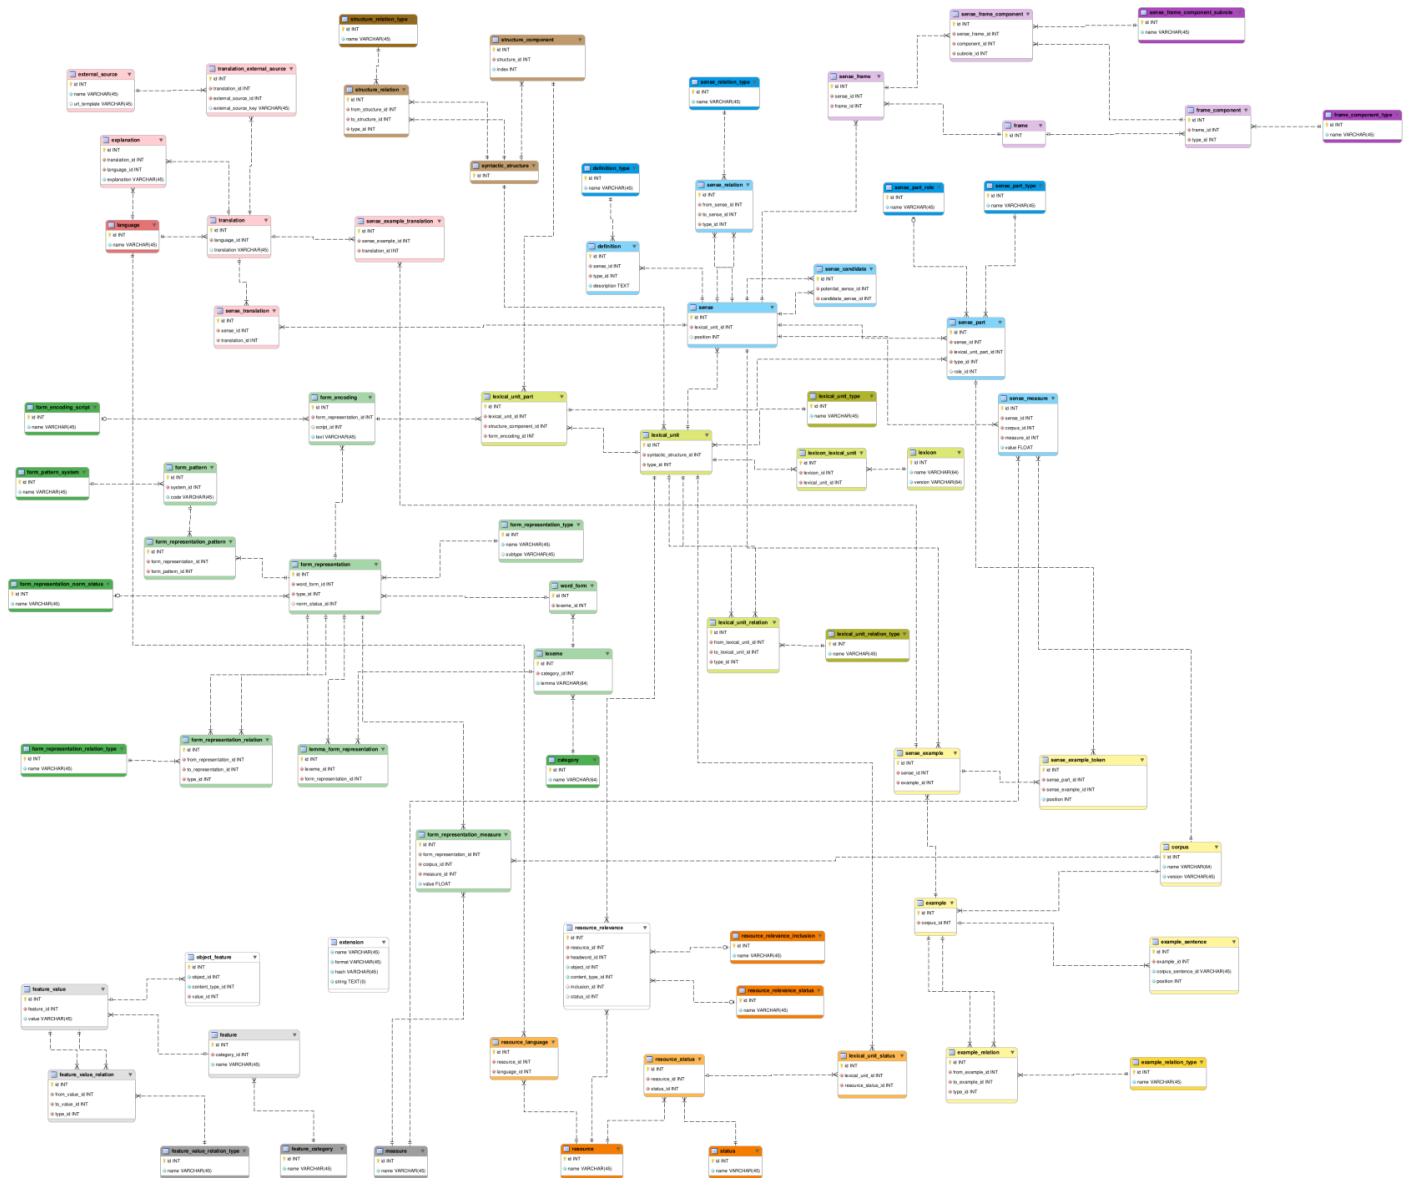 structure_relation_type
id INT
name VARCHAR(45)
structure_component
id INT
structure_id INT
index INT
sense_frame_component
id INT
sense_frame_id INT
component_id INT
subrole_id INT
sense_frame_component_subrole
id INT
name VARCHAR(45)
external_source
id INT
name VARCHAR(45)
url_template VARCHAR(45)
translation_external_source
id INT
translation_id INT
external_source_id INT
external_source_key VARCHAR(45)
structure_relation
id INT
from_structure_id INT
to_structure_id INT
type_id INT
sense_relation_type
id INT
name VARCHAR(45)
sense_frame
id INT
sense_id INT
frame_id INT
frame
id INT
frame_component
id INT
frame_id INT
type_id INT
frame_component_type
id INT
name VARCHAR(45)
explanation
id INT
translation_id INT
language_id INT
explanation VARCHAR(45)
syntactic_structure
id INT
definition_type
id INT
name VARCHAR(45)
sense_relation
id INT
from_sense_id INT
to_sense_id INT
type_id INT
sense_part_role
id INT
name VARCHAR(45)
sense_part_type
id INT
name VARCHAR(45)
language
id INT
name VARCHAR(45)
translation
id INT
language_id INT
translation VARCHAR(45)
sense_example_translation
id INT
sense_example_id INT
translation_id INT
definition
id INT
sense_id INT
type_id INT
description TEXT
sense_candidate
id INT
potential_sense_id INT
candidate_sense_id INT
sense_translation
id INT
sense_id INT
translation_id INT
sense
id INT
lexical_unit_id INT
position INT
sense_part
id INT
sense_id INT
lexical_unit_part_id INT
type_id INT
role_id INT
form_encoding_script
id INT
name VARCHAR(45)
form_encoding
id INT
form_representation_id INT
script_id INT
text VARCHAR(45)
lexical_unit_part
id INT
lexical_unit_id INT
structure_component_id INT
form_encoding_id INT
lexical_unit_type
id INT
name VARCHAR(45)
sense_measure
id INT
sense_id INT
corpus_id INT
measure_id INT
value FLOAT
lexical_unit
id INT
syntactic_structure_id INT
type_id INT
lexicon_lexical_unit
id INT
lexicon_id INT
lexical_unit_id INT
lexicon
id INT
name VARCHAR(64)
version VARCHAR(64)
form_pattern_system
id INT
name VARCHAR(45)
form_pattern
id INT
system_id INT
code VARCHAR(45)
form_representation_pattern
id INT
form_representation_id INT
form_pattern_id INT
form_representation_type
id INT
name VARCHAR(45)
subtype VARCHAR(45)
form_representation_norm_status
id INT
name VARCHAR(45)
form_representation
id INT
word_form_id INT
type_id INT
norm_status_id INT
word_form
id INT
lexeme_id INT
lexical_unit_relation
id INT
from_lexical_unit_id INT
to_lexical_unit_id INT
type_id INT
lexical_unit_relation_type
id INT
name VARCHAR(45)
lexeme
id INT
category_id INT
lemma VARCHAR(64)
form_representation_relation_type
id INT
name VARCHAR(45)
form_representation_relation
id INT
from_representation_id INT
to_representation_id INT
type_id INT
lemma_form_representation
id INT
lexeme_id INT
form_representation_id INT
category
id INT
name VARCHAR(64)
sense_example
id INT
sense_id INT
example_id INT
sense_example_token
id INT
sense_part_id INT
sense_example_id INT
position INT
form_representation_measure
id INT
form_representation_id INT
corpus_id INT
measure_id INT
value FLOAT
corpus
id INT
name VARCHAR(64)
version VARCHAR(45)
example
id INT
corpus_id INT
resource_relevance
id INT
resource_id INT
headword_id INT
object_id INT
content_type_id INT
inclusion_id INT
status_id INT
resource_relevance_inclusion
id INT
name VARCHAR(45)
example_sentence
id INT
example_id INT
corpus_sentence_id VARCHAR(45)
position INT
object_feature
id INT
object_id INT
content_type_id INT
value_id INT
extension
name VARCHAR(45)
format VARCHAR(45)
hash VARCHAR(45)
string TEXT(0)
feature_value
id INT
feature_id INT
value VARCHAR(45)
resource_relevance_status
id INT
name VARCHAR(45)
feature
id INT
category_id INT
name VARCHAR(45)
resource_language
id INT
resource_id INT
language_id INT
resource_status
id INT
resource_id INT
status_id INT
lexical_unit_status
id INT
lexical_unit_id INT
resource_status_id INT
example_relation
id INT
from_example_id INT
to_example_id INT
type_id INT
example_relation_type
id INT
name VARCHAR(45)
feature_value_relation
id INT
from_value_id INT
to_value_id INT
type_id INT
feature_value_relation_type
id INT
name VARCHAR(45)
feature_category
id INT
name VARCHAR(45)
measure
id INT
name VARCHAR(45)
resource
id INT
name VARCHAR(45)
status
id INT
name VARCHAR(45)